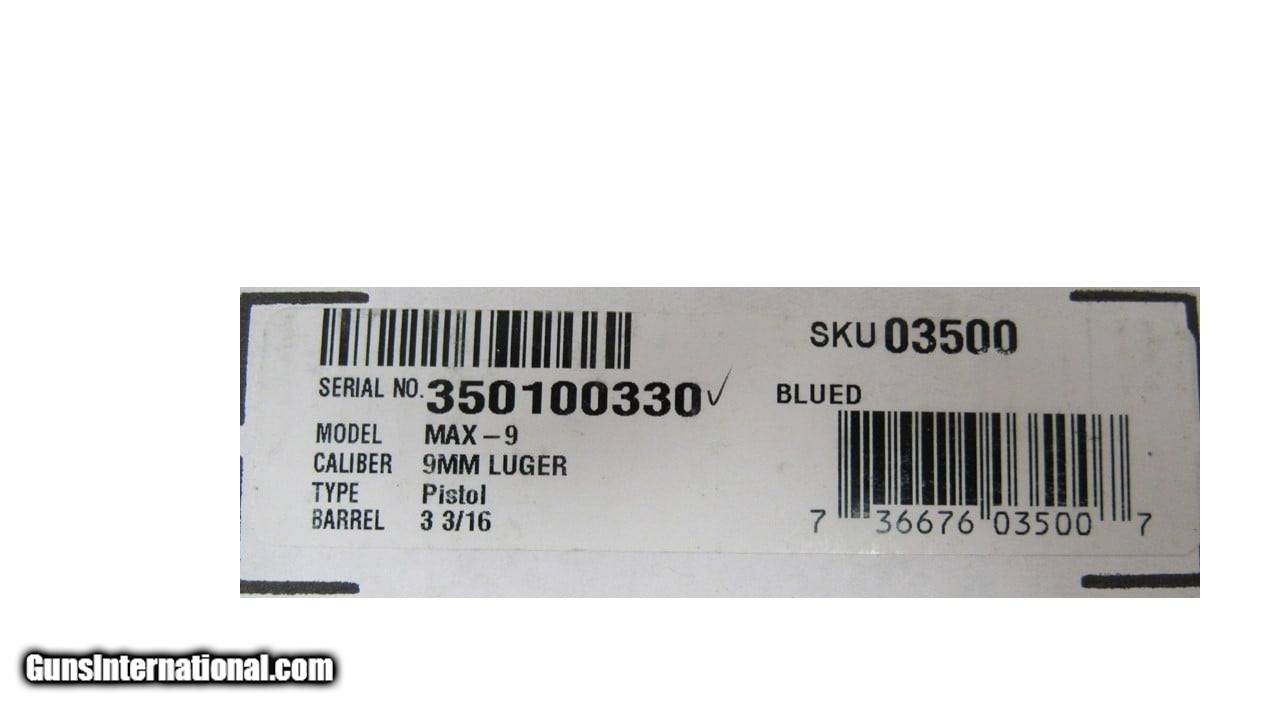 SERIAL NO. 350100330✓
MODEL MAX-9
CALIBER 9MM LUGER
TYPE Pistol
BARREL 3 3/16
SKU 03500
BLUED
7 36676 03500 7
GunsInternational.com